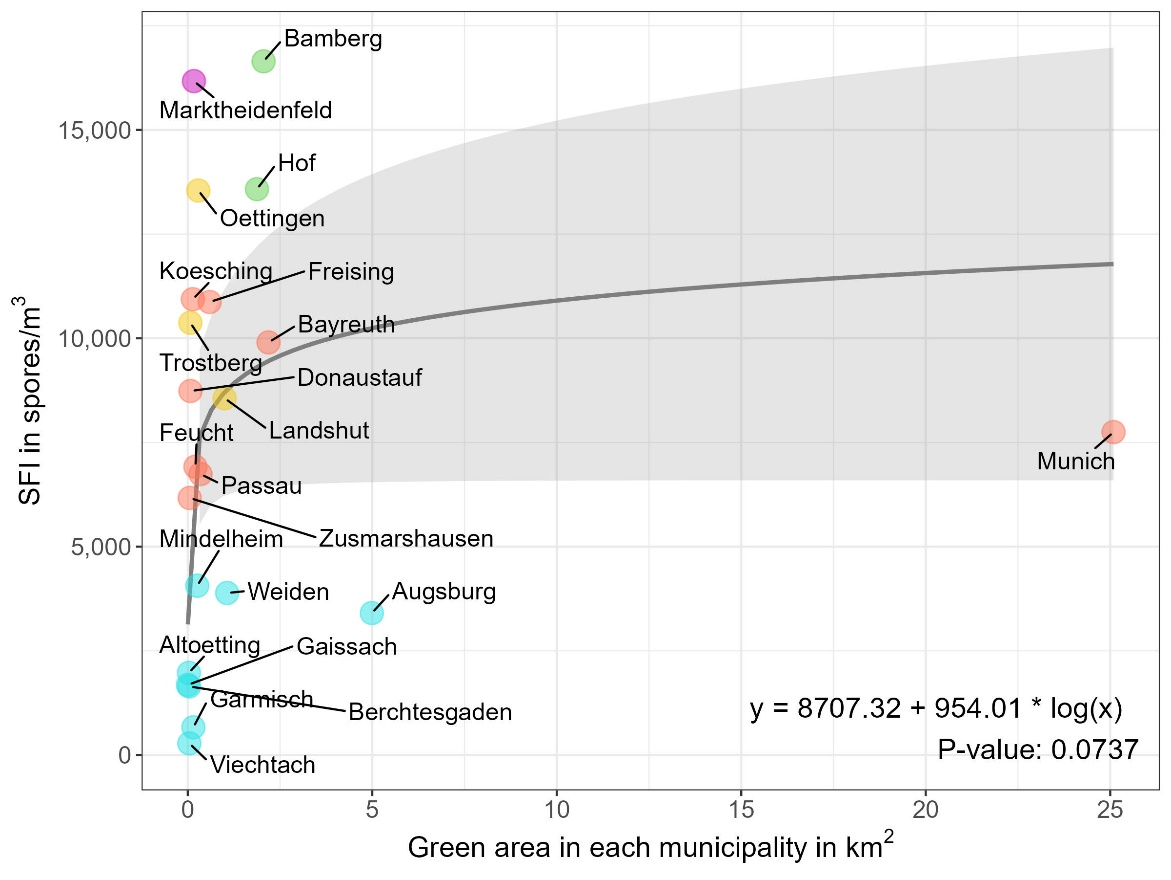 Bamberg
Marktheidenfeld
15,000
Hof
Oettingen
Koesching
Freising
Bayreuth
10,000
Trostberg
Donaustauf
Feucht
Landshut
Munich
Passau
Mindelheim
Zusmarshausen
5,000
Weiden
Augsburg
Altoetting
Gaissach
Garmisch
Berchtesgaden
y = 8707.32 + 954.01 * log(x)
P-value: 0.0737
0
Viechtach
SFI in spores/m³
0 5 10 15 20 25
Green area in each municipality in km²